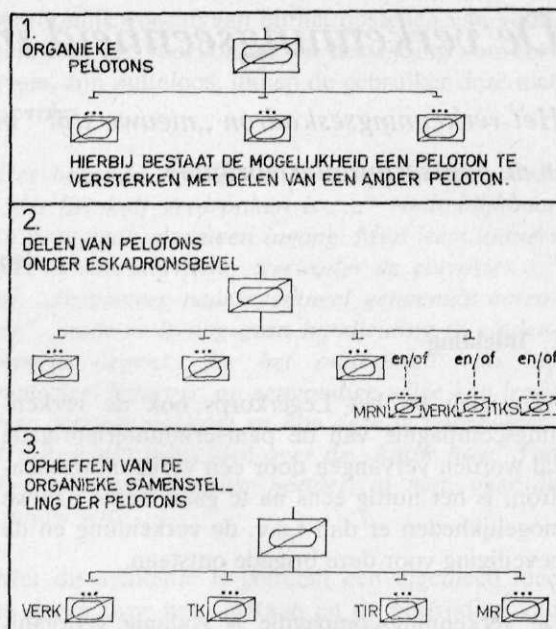 1.
ORGANIEKE
PELOTONS
HIERBIJ BESTAAT DE MOGELIJKHEID EEN PELOTON TE
VERSTERKEN MET DELEN VAN EEN ANDER PELOTON.
2.
DELEN VAN PELOTONS
ONDER ESKADRONSBEVEL
en/of en/of en/of
MRN VERK TKS
3.
OPHEFFEN VAN DE
ORGANIEKE SAMENSTEL_
LING DER PELOTONS
VERK TK TIR MR